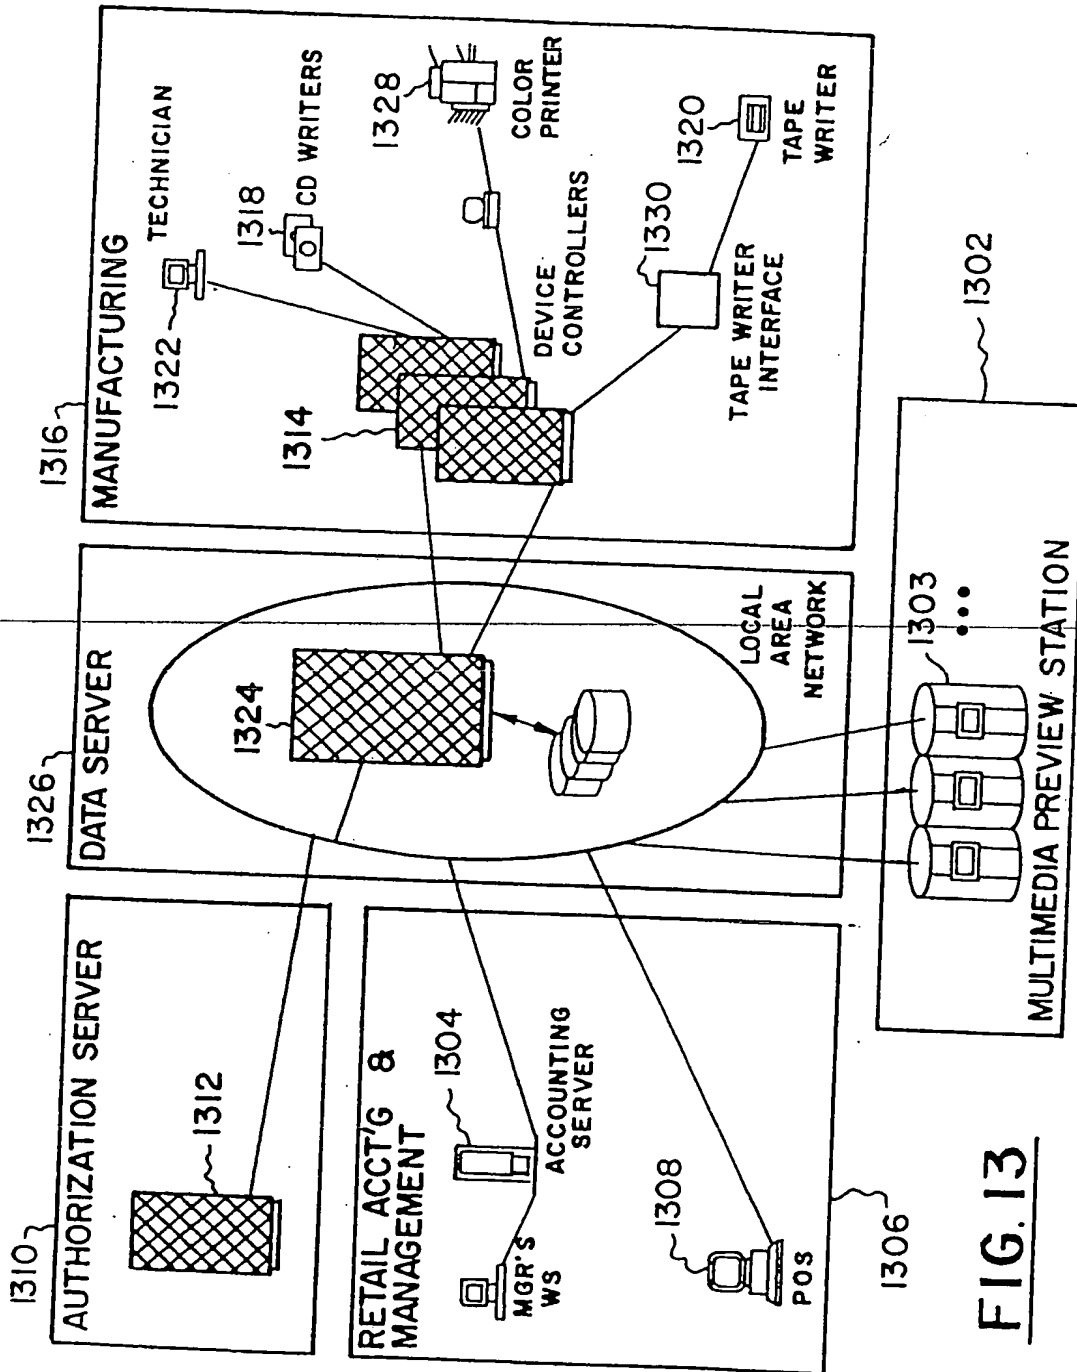 1310
AUTHORIZATION SERVER
1312
RETAIL ACCT'G &
MANAGEMENT
1304
MGR'S
WS
ACCOUNTING
SERVER
1308
POS
1306
1326
DATA SERVER
1324
LOCAL
AREA
NETWORK
1316
MANUFACTURING
1322
TECHNICIAN
1318
CD WRITERS
1314
1328
COLOR
PRINTER
DEVICE
CONTROLLERS
1330
TAPE WRITER
INTERFACE
1320
TAPE
WRITER
1302
1303
•••
MULTIMEDIA PREVIEW STATION
FIG. 13